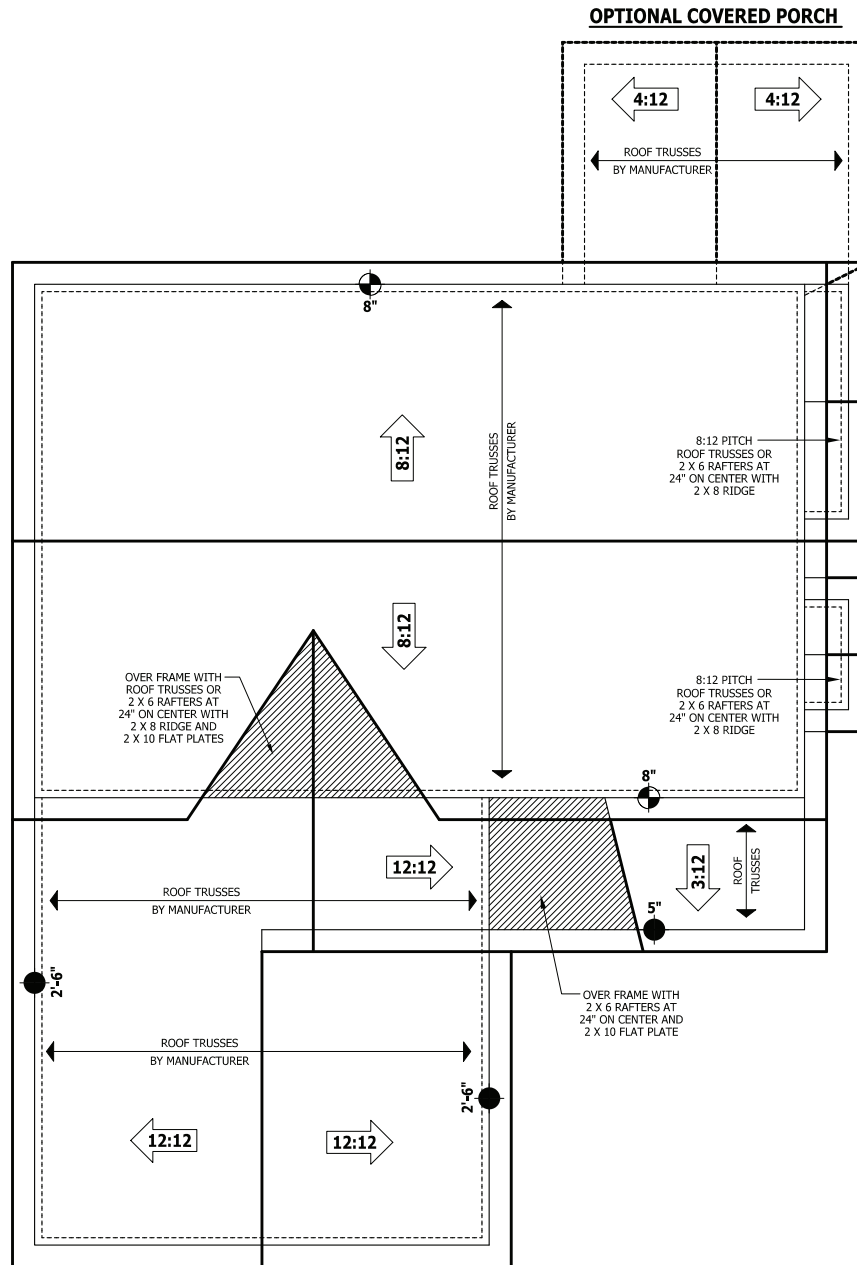 OPTIONAL COVERED PORCH
4:12
4:12
ROOF TRUSSES
BY MANUFACTURER
8"
8:12
ROOF TRUSSES
BY MANUFACTURER
8:12 PITCH
ROOF TRUSSES OR
2 X 6 RAFTERS AT
24" ON CENTER WITH
2 X 8 RIDGE
8:12
OVER FRAME WITH
ROOF TRUSSES OR
2 X 6 RAFTERS AT
24" ON CENTER WITH
2 X 8 RIDGE AND
2 X 10 FLAT PLATES
8:12 PITCH
ROOF TRUSSES OR
2 X 6 RAFTERS AT
24" ON CENTER WITH
2 X 8 RIDGE
8"
12:12
3:12
ROOF
TRUSSES
ROOF TRUSSES
BY MANUFACTURER
5"
2'-6"
OVER FRAME WITH
2 X 6 RAFTERS AT
24" ON CENTER AND
2 X 10 FLAT PLATE
ROOF TRUSSES
BY MANUFACTURER
2'-6"
12:12
12:12